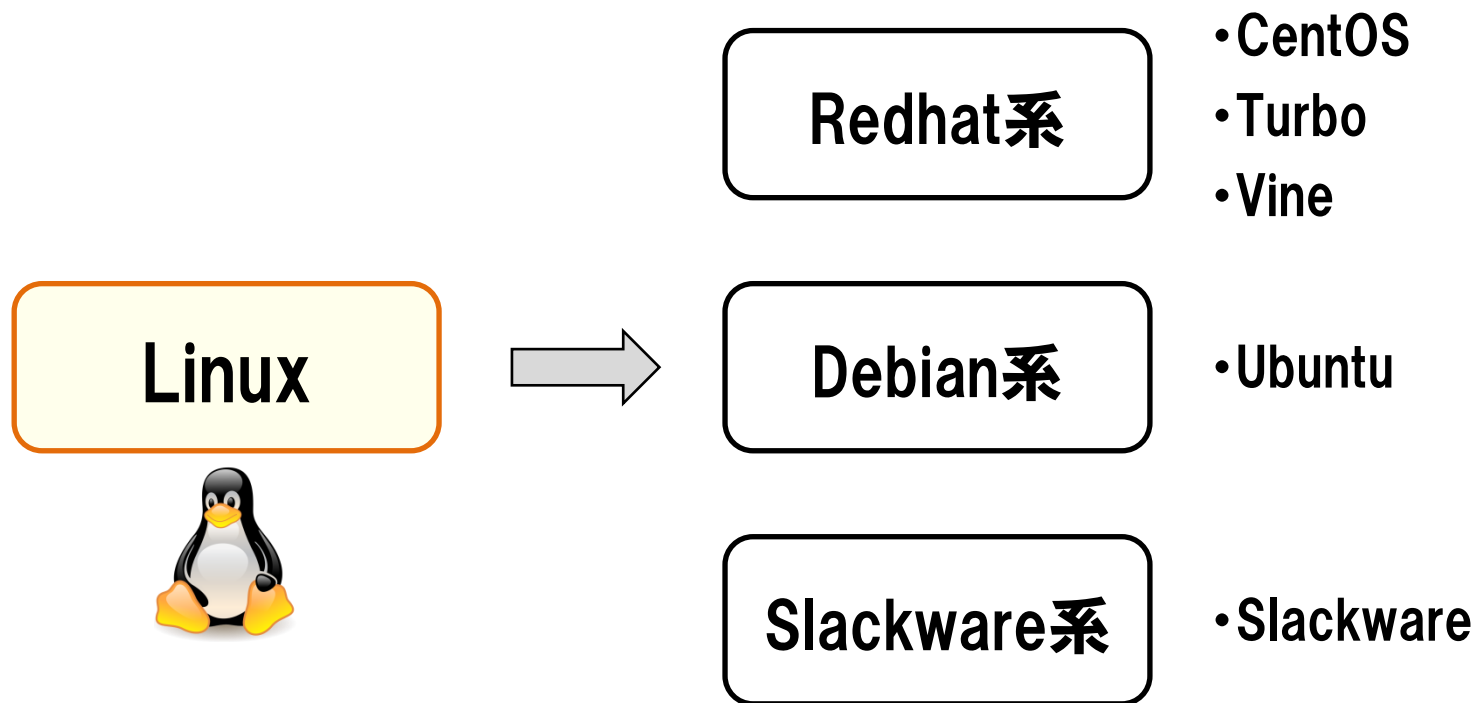 Redhat系
・CentOS
・Turbo
・Vine
Linux
Debian系
・Ubuntu
Slackware系
・Slackware